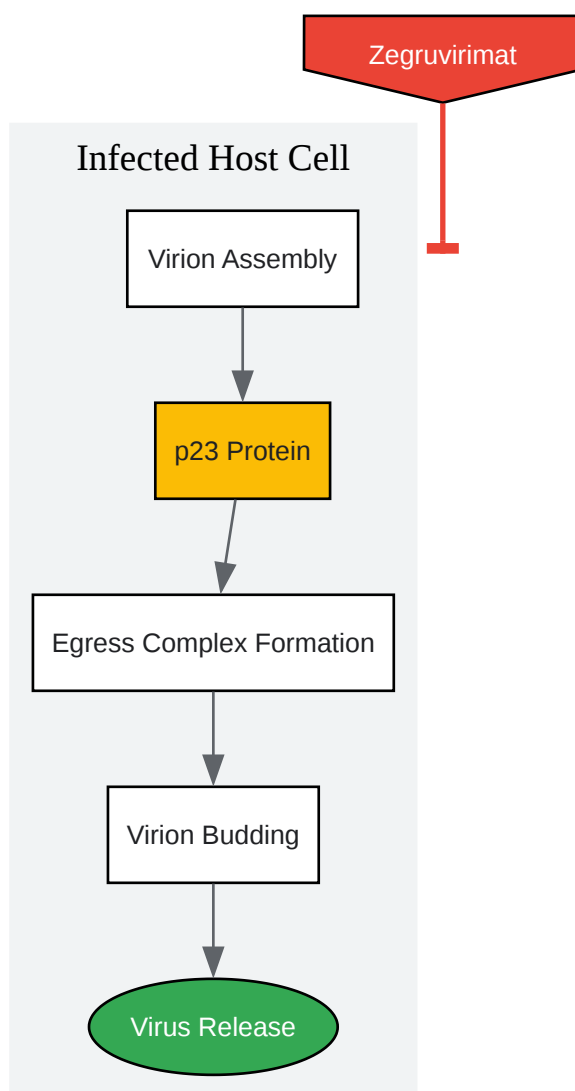 Zegruvirimat
Infected Host Cell
Virion Assembly
p23 Protein
Egress Complex Formation
Virion Budding
Virus Release